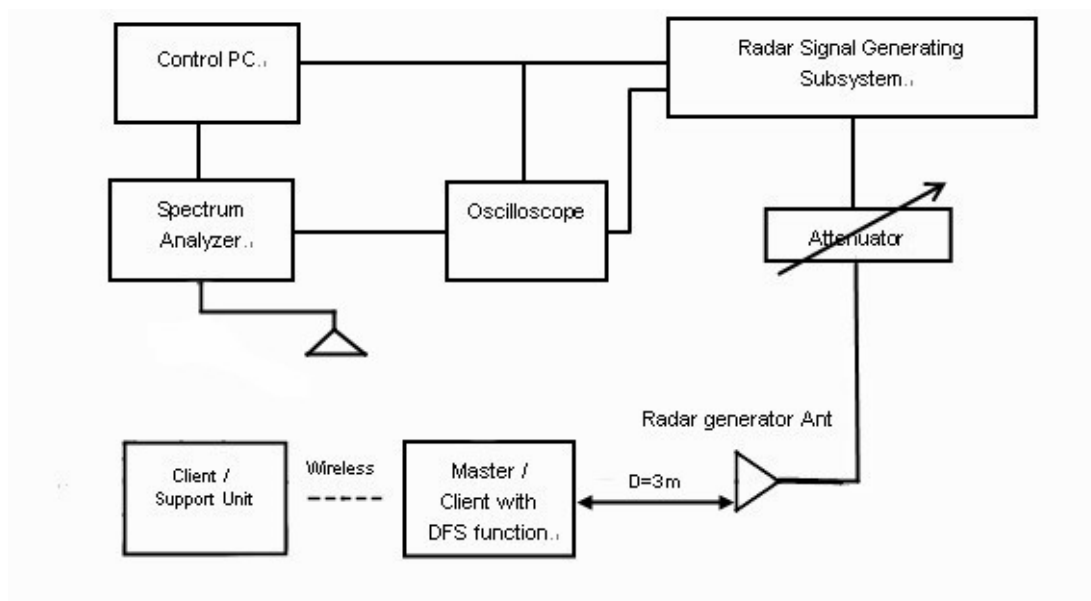 Control PC.
Radar Signal Generating
Subsystem.
Spectrum
Analyzer.
Oscilloscope
Attenuator
Radar generator Ant
Client /
Support Unit
Wireless
Master /
Client with
DFS function.
D=3m